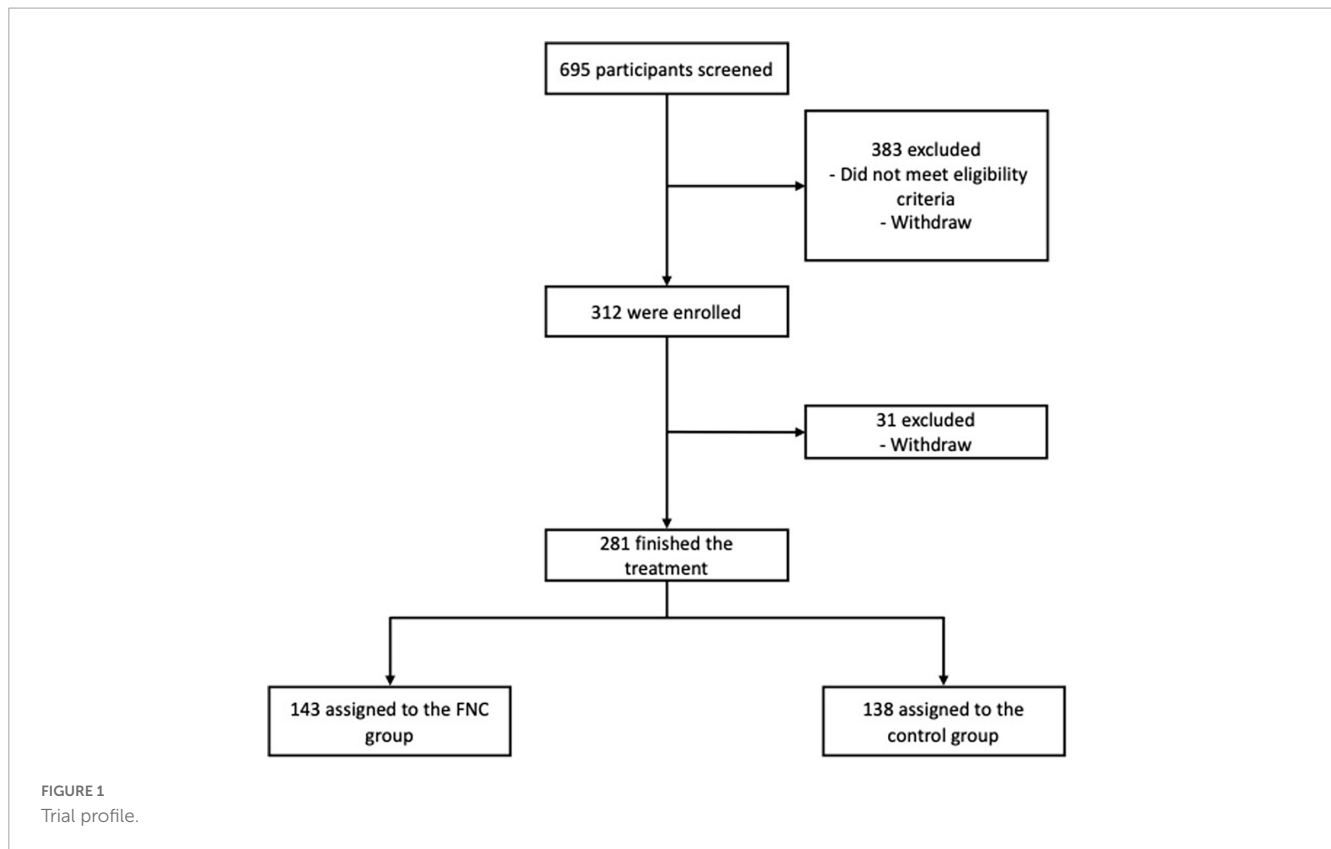 695 participants screened
383 excluded
- Did not meet eligibility
criteria
- Withdraw
312 were enrolled
31 excluded
- Withdraw
281 finished the
treatment
143 assigned to the FNC
group
138 assigned to the
control group
FIGURE 1
Trial profile.